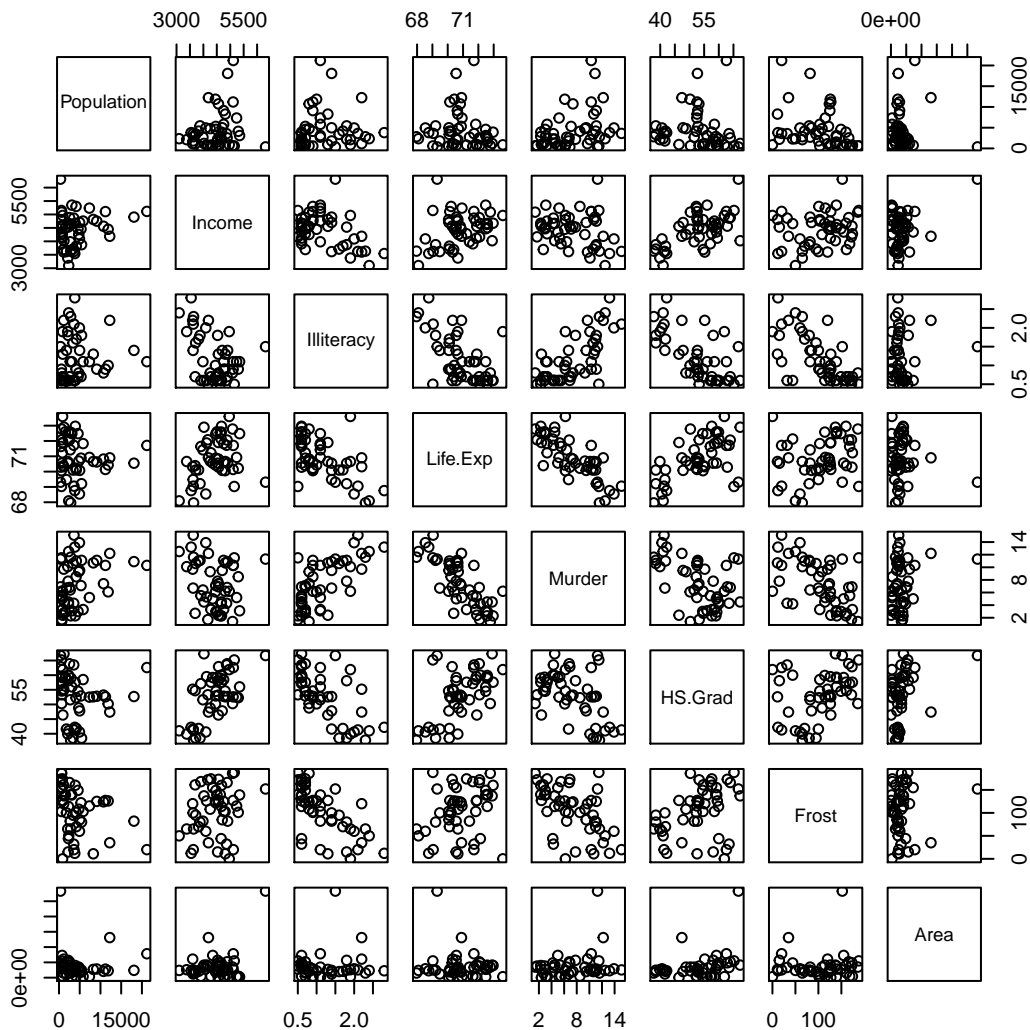 3000 5500 68 71 40 55 0e+00
Population 0 15000
3000 5500 Income
Illiteracy 0.5 2.0
68 71 Life.Exp
Murder 2 8 14
40 55 HS.Grad
Frost 0 100
0e+00 Area
0 15000 0.5 2.0 2 8 14 0 100